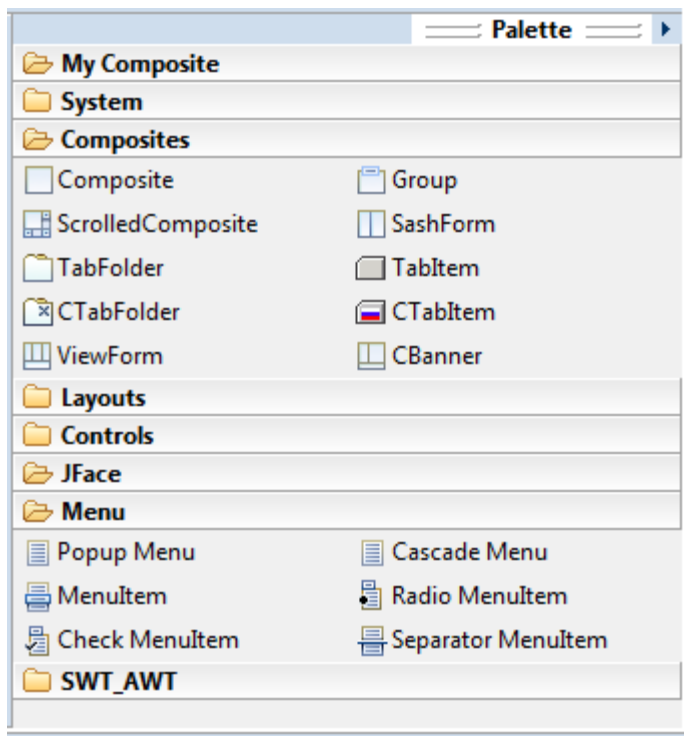 Palette
My Composite
System
Composites
Composite Group
ScrolledComposite SashForm
TabFolder TabItem
CTabFolder CTabItem
ViewForm CBanner
Layouts
Controls
JFace
Menu
Popup Menu Cascade Menu
MenuItem Radio MenuItem
Check MenuItem Separator MenuItem
SWT_AWT